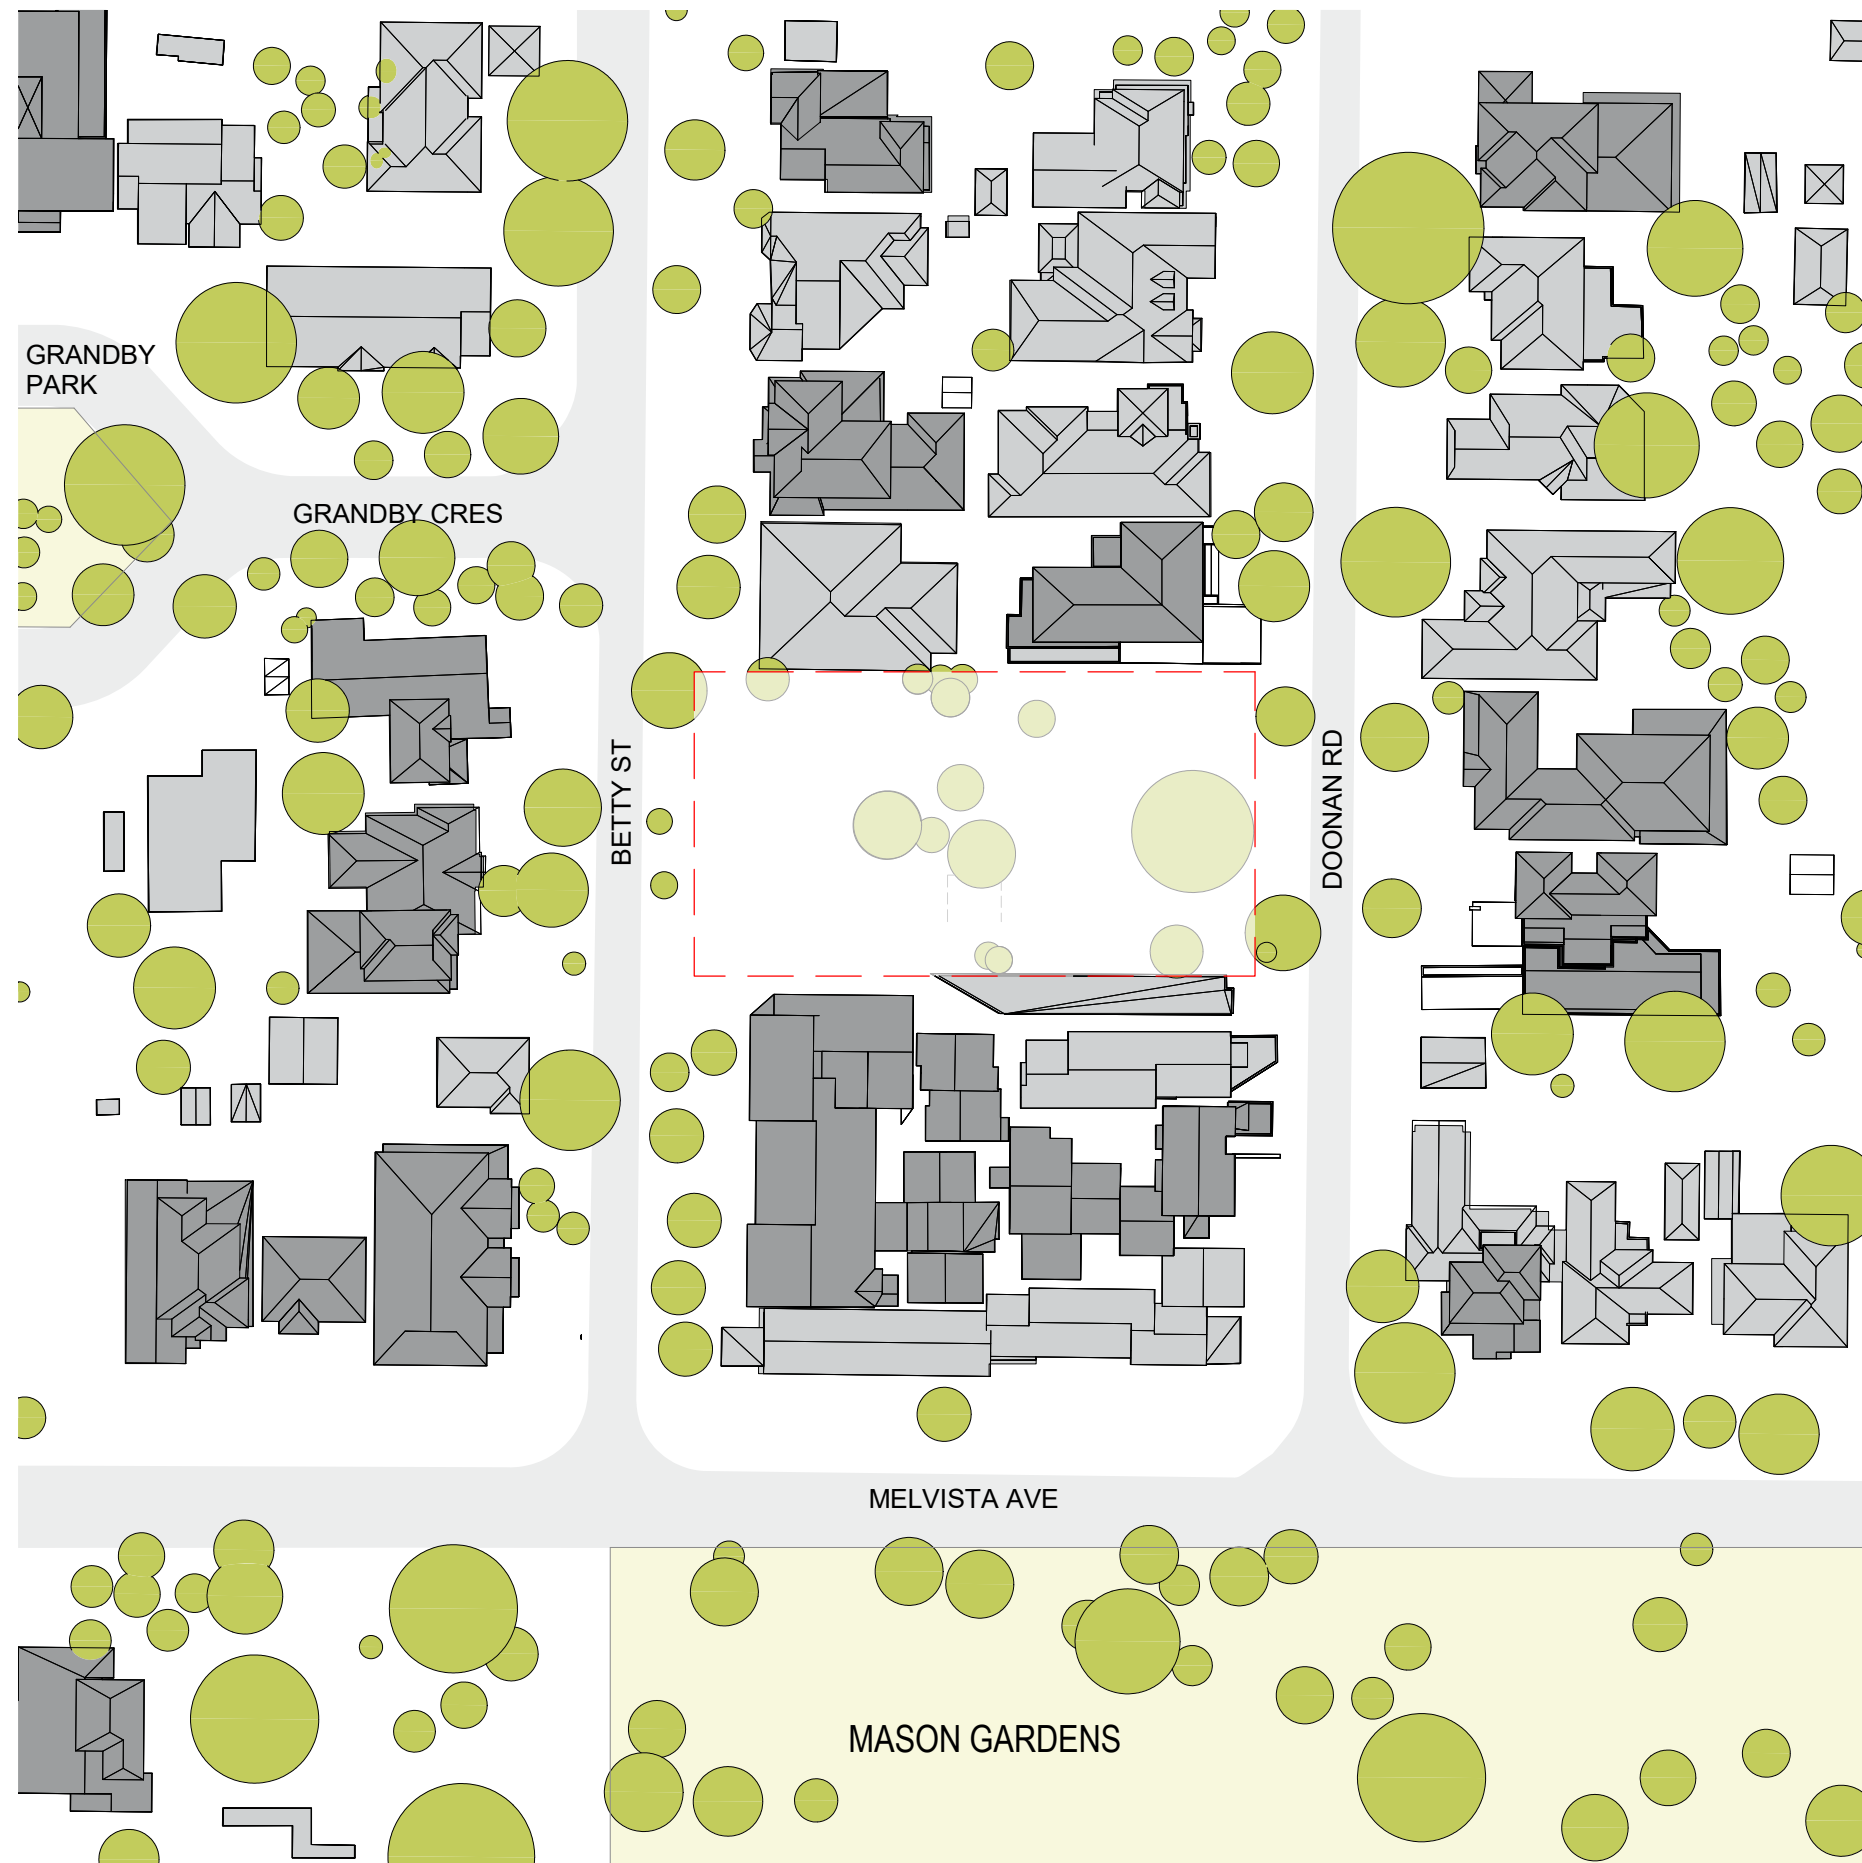 GRANDBY
PARK
GRANDBY CRES
BETTY ST
DOONAN RD
MELVISTA AVE
MASON GARDENS